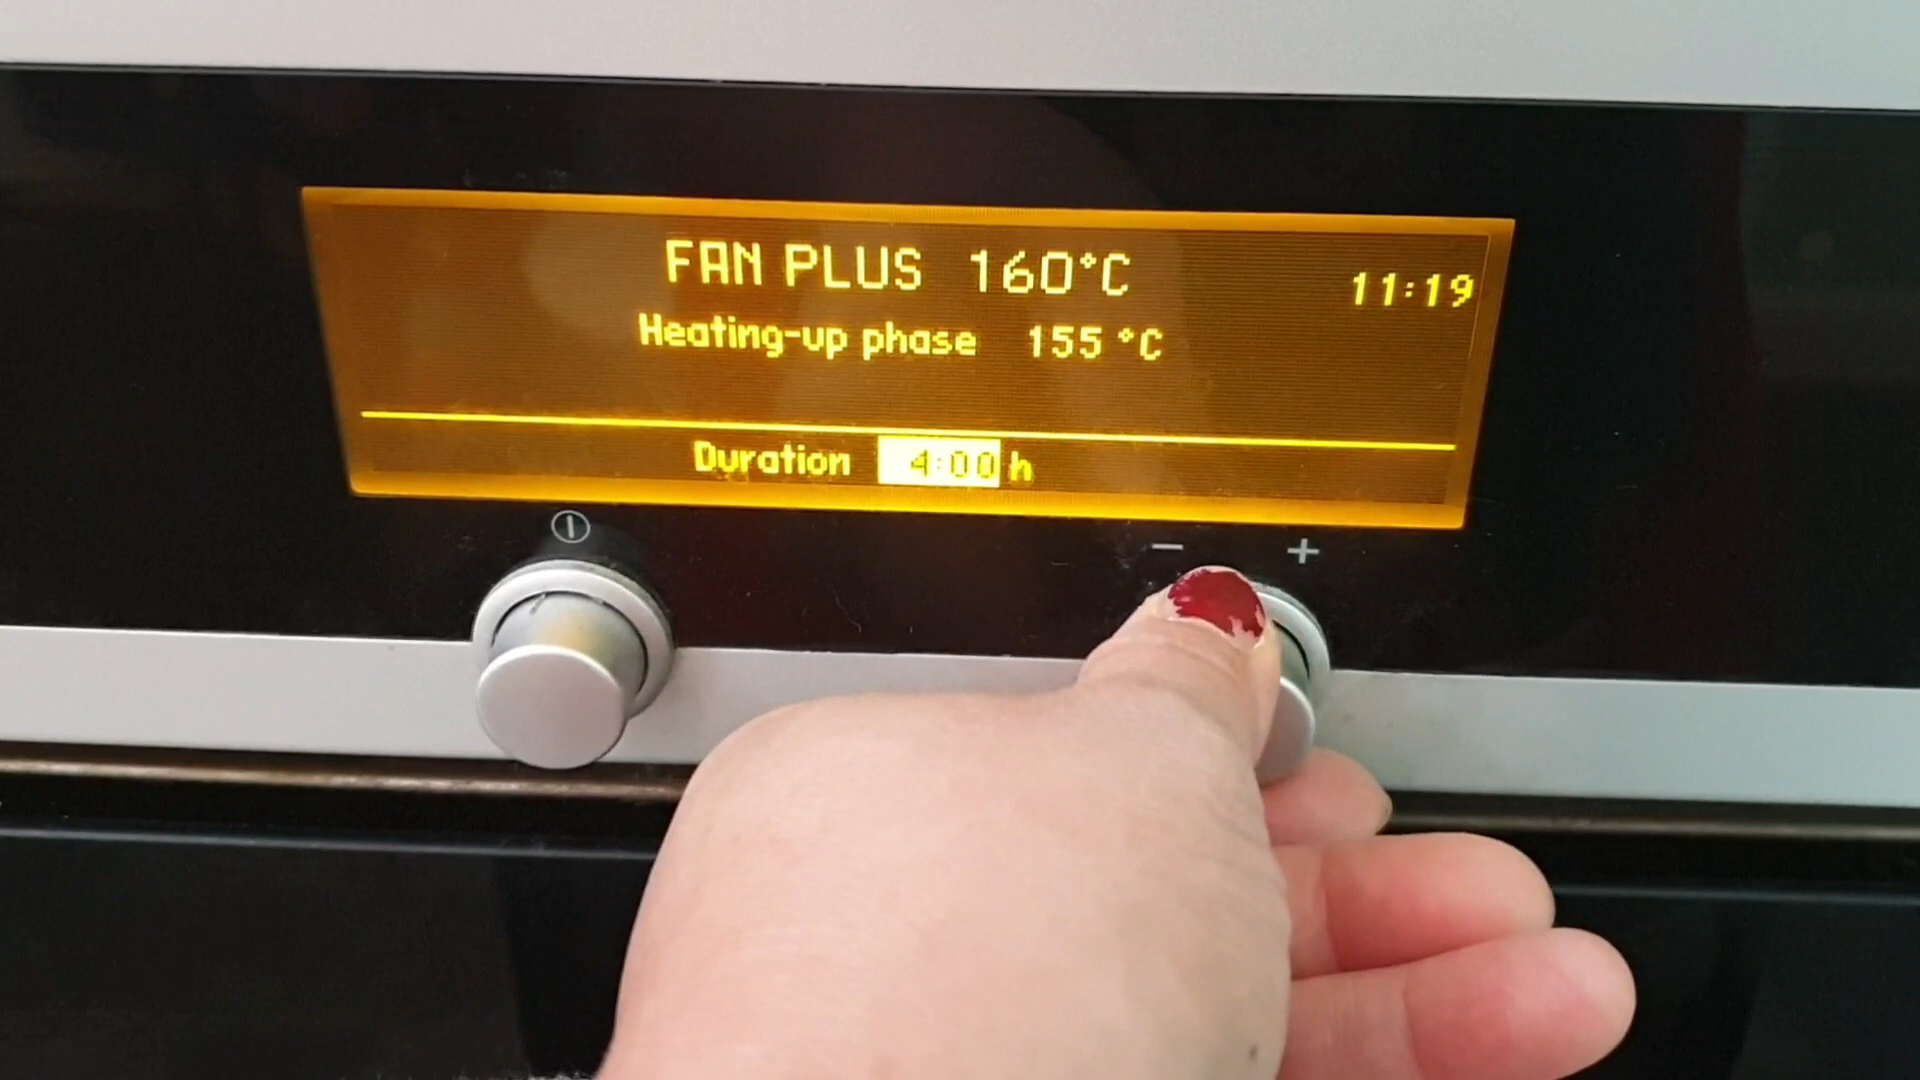 FAN PLUS 160°C
11:19
Heating-up phase 155 °C
Duration 4:00 h
− +